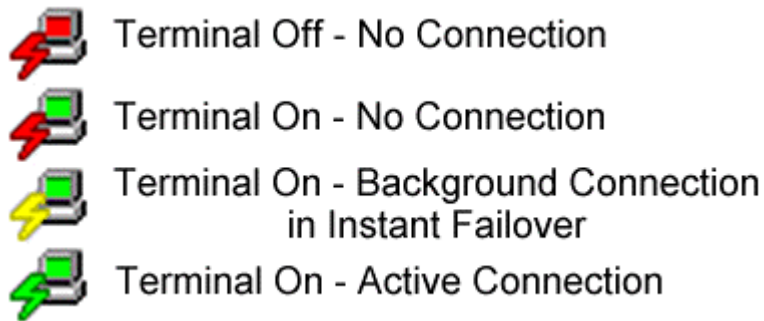 Terminal Off - No Connection
Terminal On - No Connection
Terminal On - Background Connection
in Instant Failover
Terminal On - Active Connection